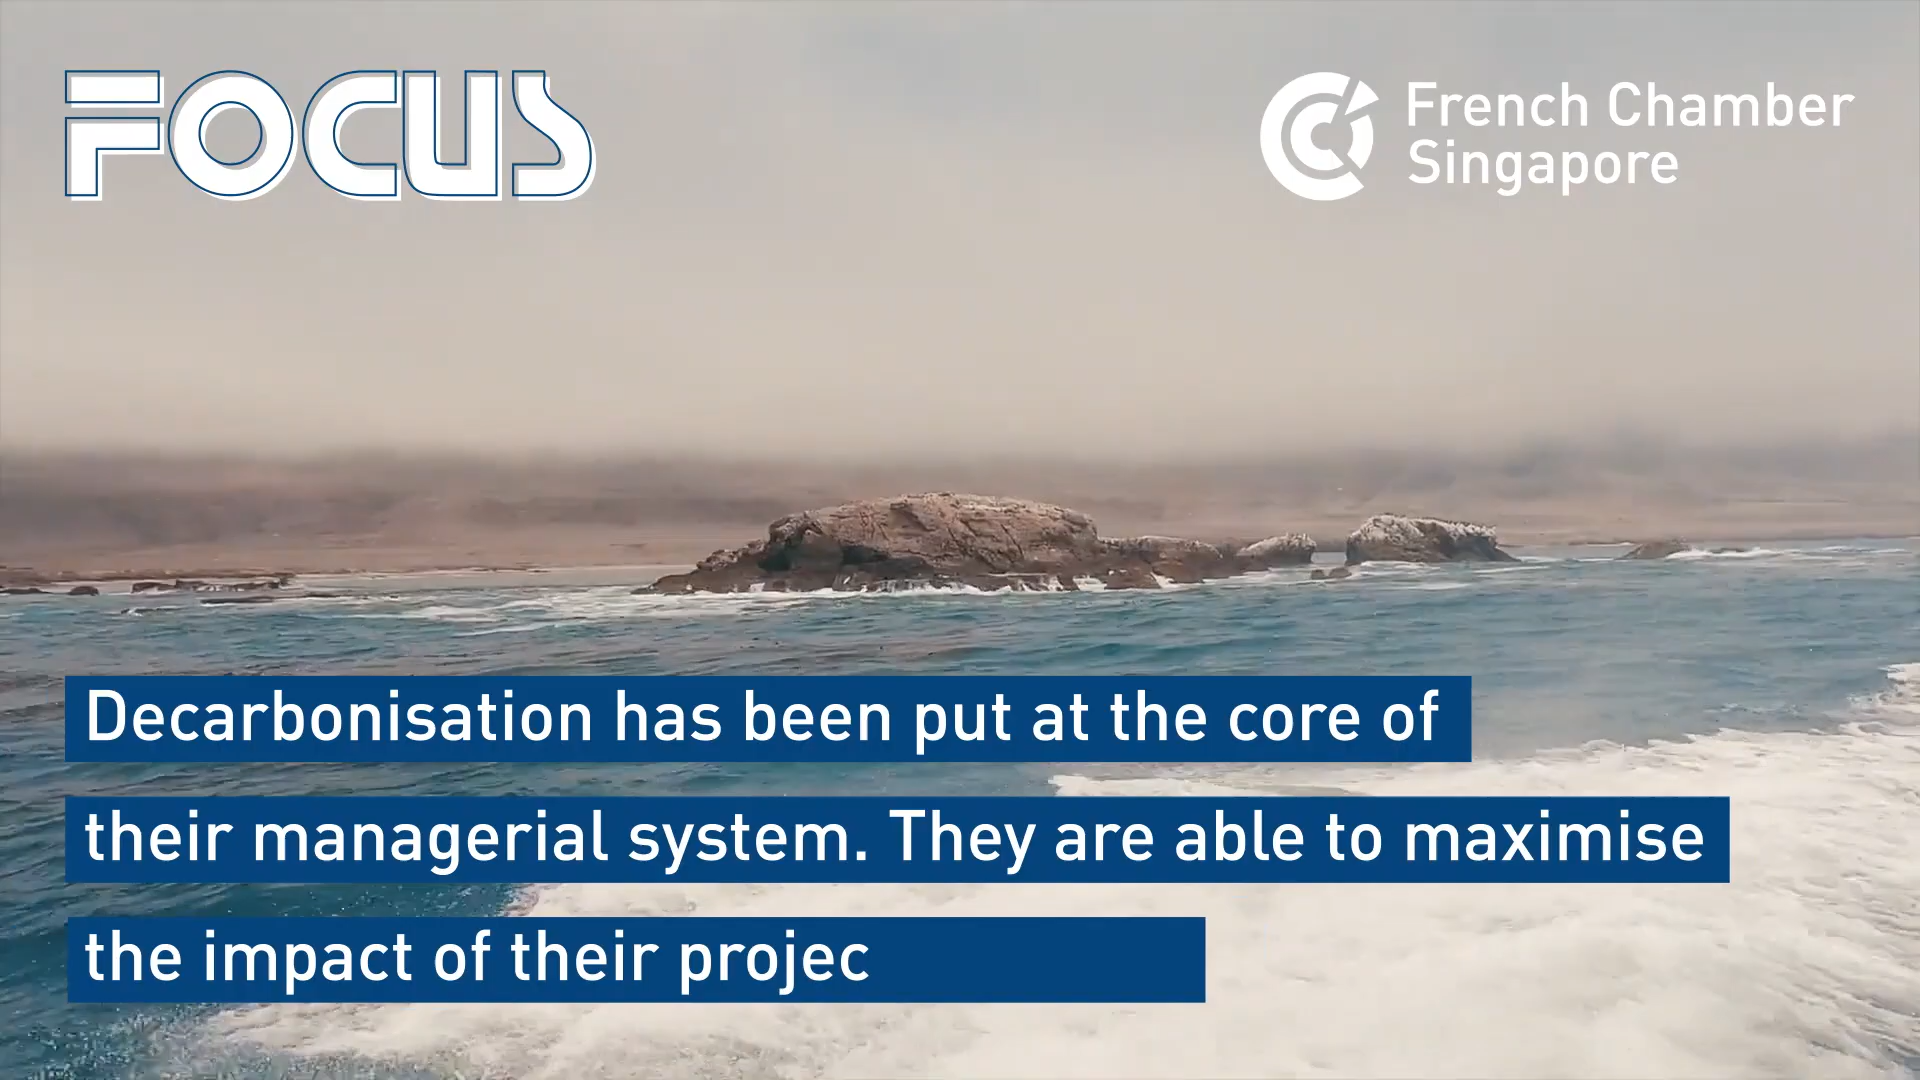 FOCUS
French Chamber
Singapore
Decarbonisation has been put at the core of
their managerial system. They are able to maximise
the impact of their projec